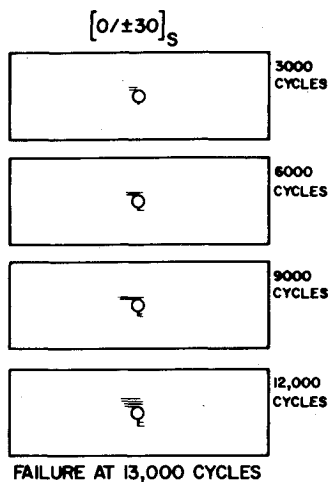 [0/±30]S
3000
CYCLES
6000
CYCLES
9000
CYCLES
12,000
CYCLES
FAILURE AT 13,000 CYCLES